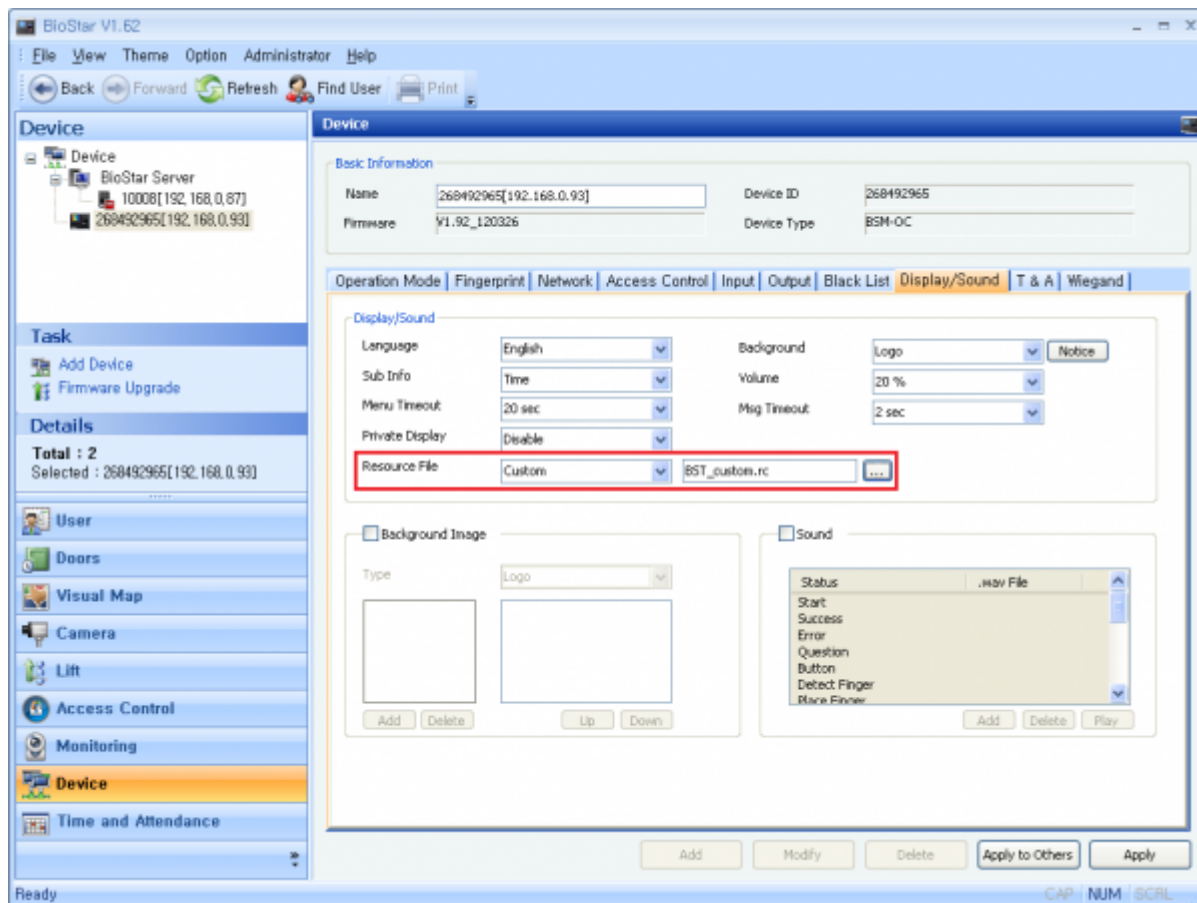 BioStar V1.62
File View Theme Option Administrator Help
Back Forward Refresh Find User Print
Device
Device
BioStar Server
10008[192,168,0,87]
268492965[192,168,0,93]
Task
Add Device
Firmware Upgrade
Details
Total : 2
Selected : 268492965[192,168,0,93]
User
Doors
Visual Map
Camera
Lift
Access Control
Monitoring
Device
Time and Attendance
Device
Basic Information
Name 268492965[192.168.0.93] Device ID 268492965
Firmware V1.92_120326 Device Type BSM-OC
Operation Mode Fingerprint Network Access Control Input Output Black List Display/Sound T & A Wiegand
Display/Sound
Language English Background Logo Notice
Sub Info Time Volume 20 %
Menu Timeout 20 sec Msg Timeout 2 sec
Private Display Disable
Resource File Custom BST_custom.rc ...
Background Image
Type Logo
Add Delete Up Down
Sound
Status .wav File
Start
Success
Error
Question
Button
Detect Finger
Place Finger
Add Delete Play
Add Modify Delete Apply to Others Apply
Ready CAP NUM SCRL